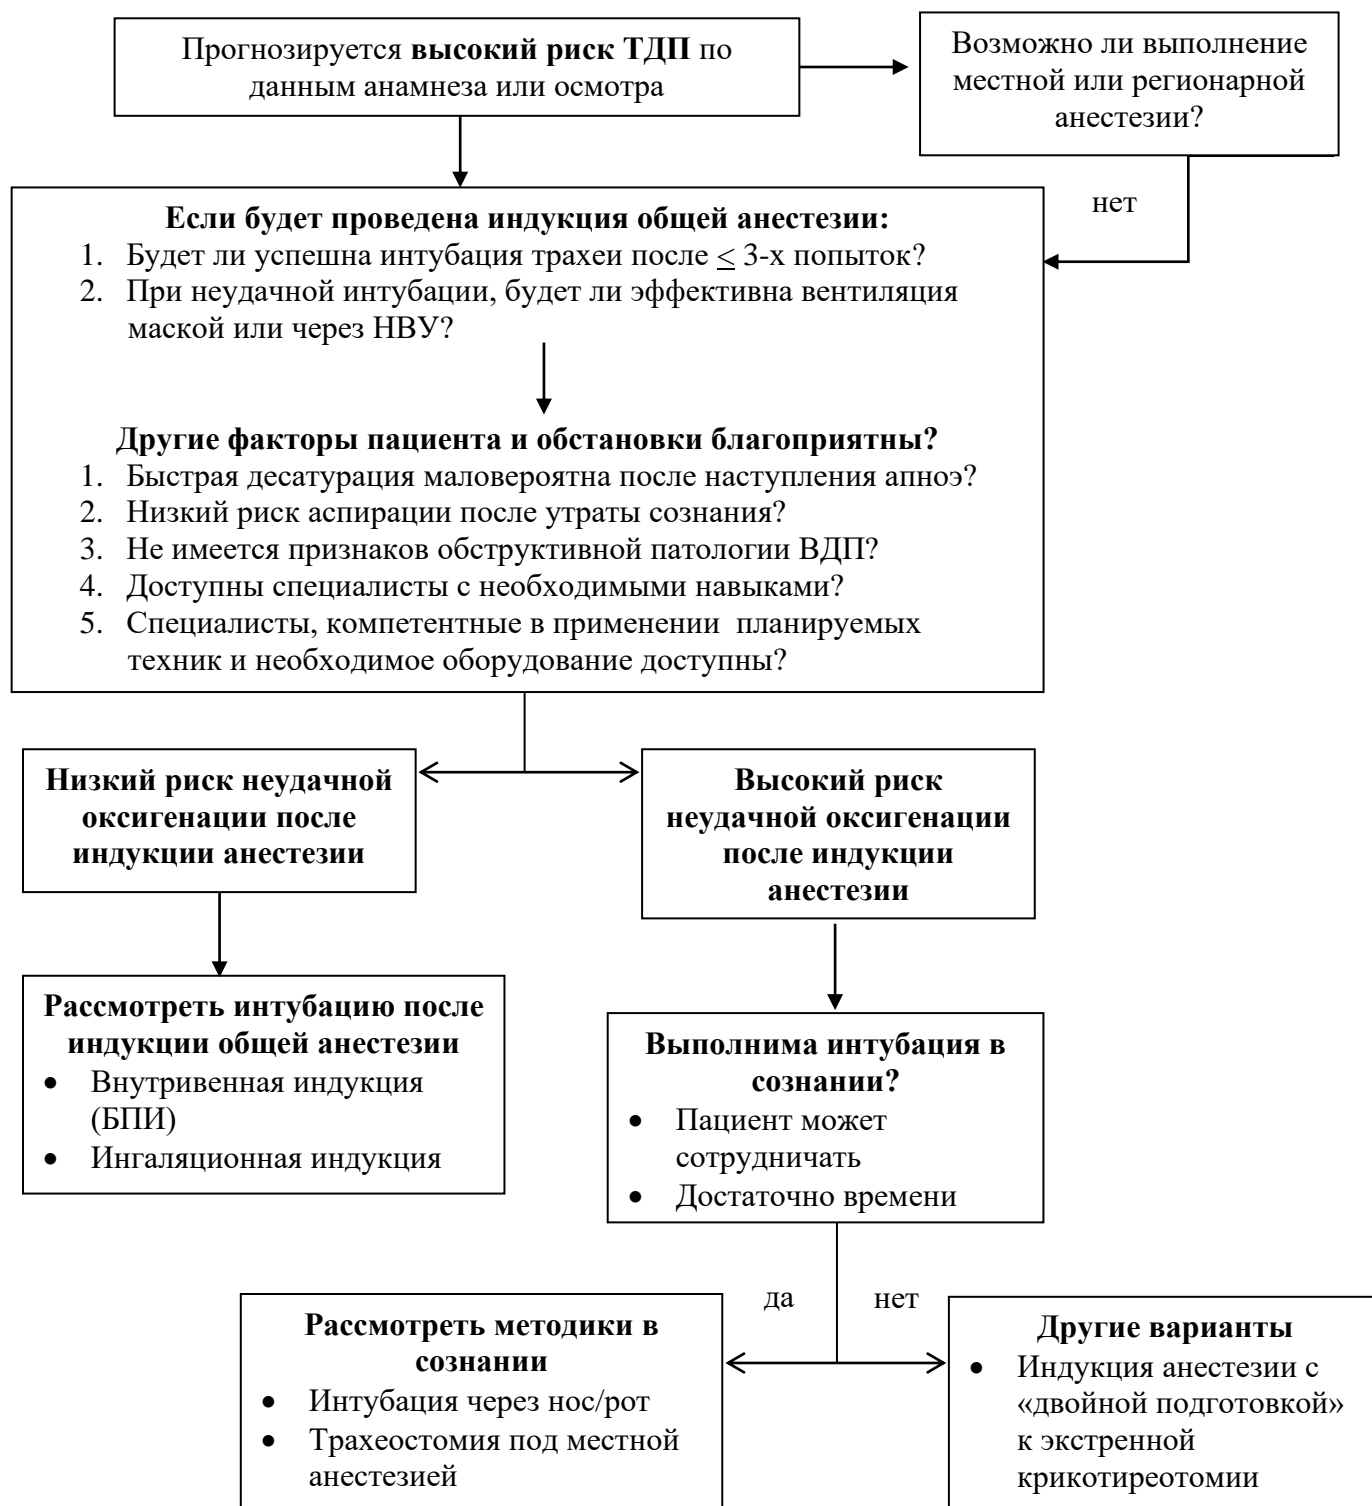 Прогнозируется высокий риск ТДП по
данным анамнеза или осмотра
Возможно ли выполнение
местной или регионарной
анестезии?
нет
Если будет проведена индукция общей анестезии:
1. Будет ли успешна интубация трахеи после ≤ 3-х попыток?
2. При неудачной интубации, будет ли эффективна вентиляция
маской или через НВУ?
Другие факторы пациента и обстановки благоприятны?
1. Быстрая десатурация маловероятна после наступления апноэ?
2. Низкий риск аспирации после утраты сознания?
3. Не имеется признаков обструктивной патологии ВДП?
4. Доступны специалисты с необходимыми навыками?
5. Специалисты, компетентные в применении планируемых
техник и необходимое оборудование доступны?
Низкий риск неудачной
оксигенации после
индукции анестезии
Высокий риск
неудачной оксигенации
после индукции
анестезии
Рассмотреть интубацию после
индукции общей анестезии
• Внутривенная индукция
(БПИ)
• Ингаляционная индукция
Выполнима интубация в
сознании?
• Пациент может
сотрудничать
• Достаточно времени
да
нет
Рассмотреть методики в
сознании
• Интубация через нос/рот
• Трахеостомия под местной
анестезией
Другие варианты
• Индукция анестезии с
«двойной подготовкой»
к экстренной
крикотиреотомии